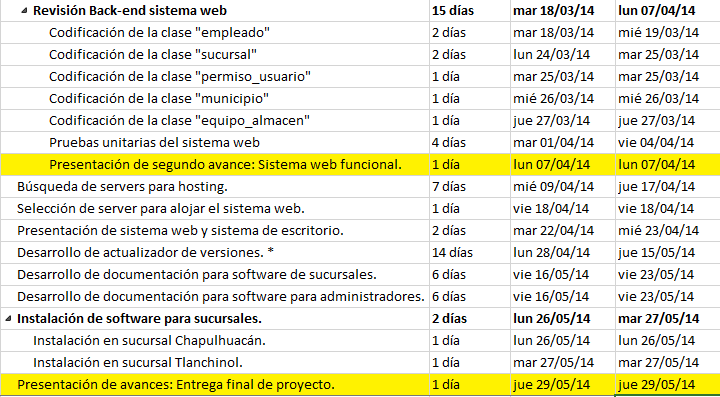 Revisión Back-end sistema web 15 días mar 18/03/14 lun 07/04/14
Codificación de la clase "empleado" 2 días mar 18/03/14 mié 19/03/14
Codificación de la clase "sucursal" 2 días lun 24/03/14 mar 25/03/14
Codificación de la clase "permiso_usuario" 1 día mar 25/03/14 mar 25/03/14
Codificación de la clase "municipio" 1 día mié 26/03/14 mié 26/03/14
Codificación de la clase "equipo_almacen" 1 día jue 27/03/14 jue 27/03/14
Pruebas unitarias del sistema web 4 días mar 01/04/14 vie 04/04/14
Presentación de segundo avance: Sistema web funcional. 1 día lun 07/04/14 lun 07/04/14
Búsqueda de servers para hosting. 7 días mié 09/04/14 jue 17/04/14
Selección de server para alojar el sistema web. 1 día vie 18/04/14 vie 18/04/14
Presentación de sistema web y sistema de escritorio. 2 días mar 22/04/14 mié 23/04/14
Desarrollo de actualizador de versiones. * 14 días lun 28/04/14 jue 15/05/14
Desarrollo de documentación para software de sucursales. 6 días vie 16/05/14 vie 23/05/14
Desarrollo de documentación para software para administradores. 6 días vie 16/05/14 vie 23/05/14
Instalación de software para sucursales. 2 días lun 26/05/14 mar 27/05/14
Instalación en sucursal Chapulhuacán. 1 día lun 26/05/14 lun 26/05/14
Instalación en sucursal Tlanchinol. 1 día mar 27/05/14 mar 27/05/14
Presentación de avances: Entrega final de proyecto. 1 día jue 29/05/14 jue 29/05/14